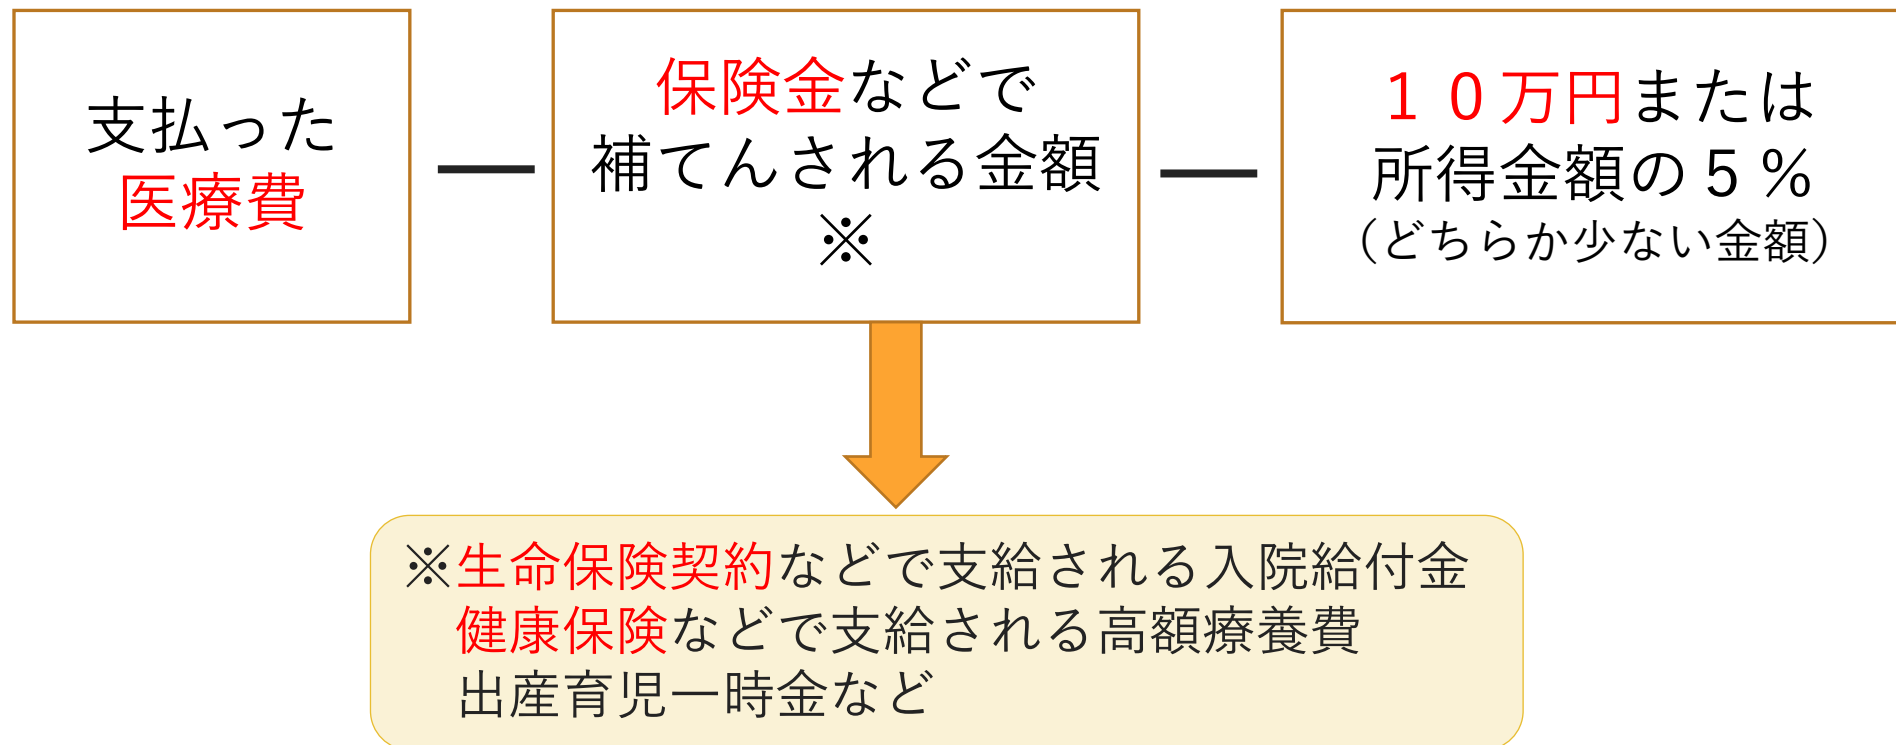 支払った
医療費
保険金などで
補てんされる金額
※
１０万円または
所得金額の５％
（どちらか少ない金額）
※生命保険契約などで支給される入院給付金
健康保険などで支給される高額療養費
出産育児一時金など